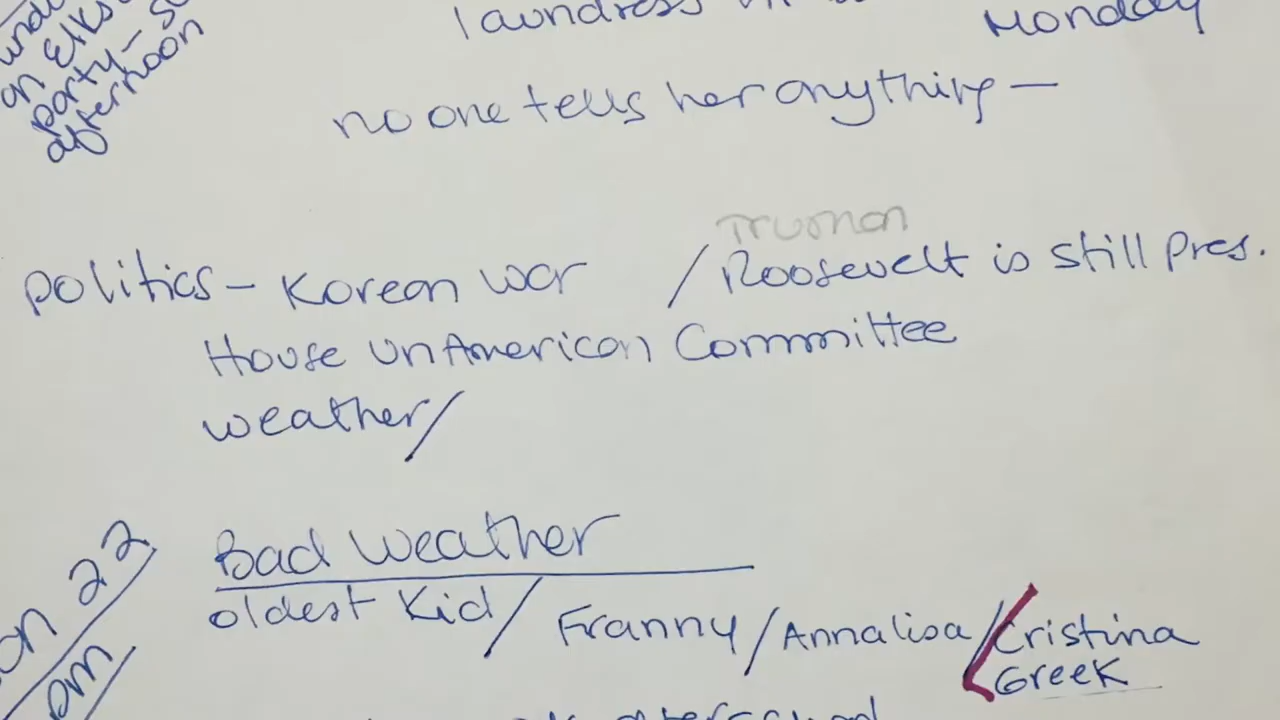 on Elks
party -
afternoon
laundress
Monday
no one tells her anything -
Truman
Politics - Korean war / Roosevelt is still Pres.
House UnAmerican Committee
weather/
Bad Weather
oldest Kid / Franny / Annalisa / Cristina
Greek
22